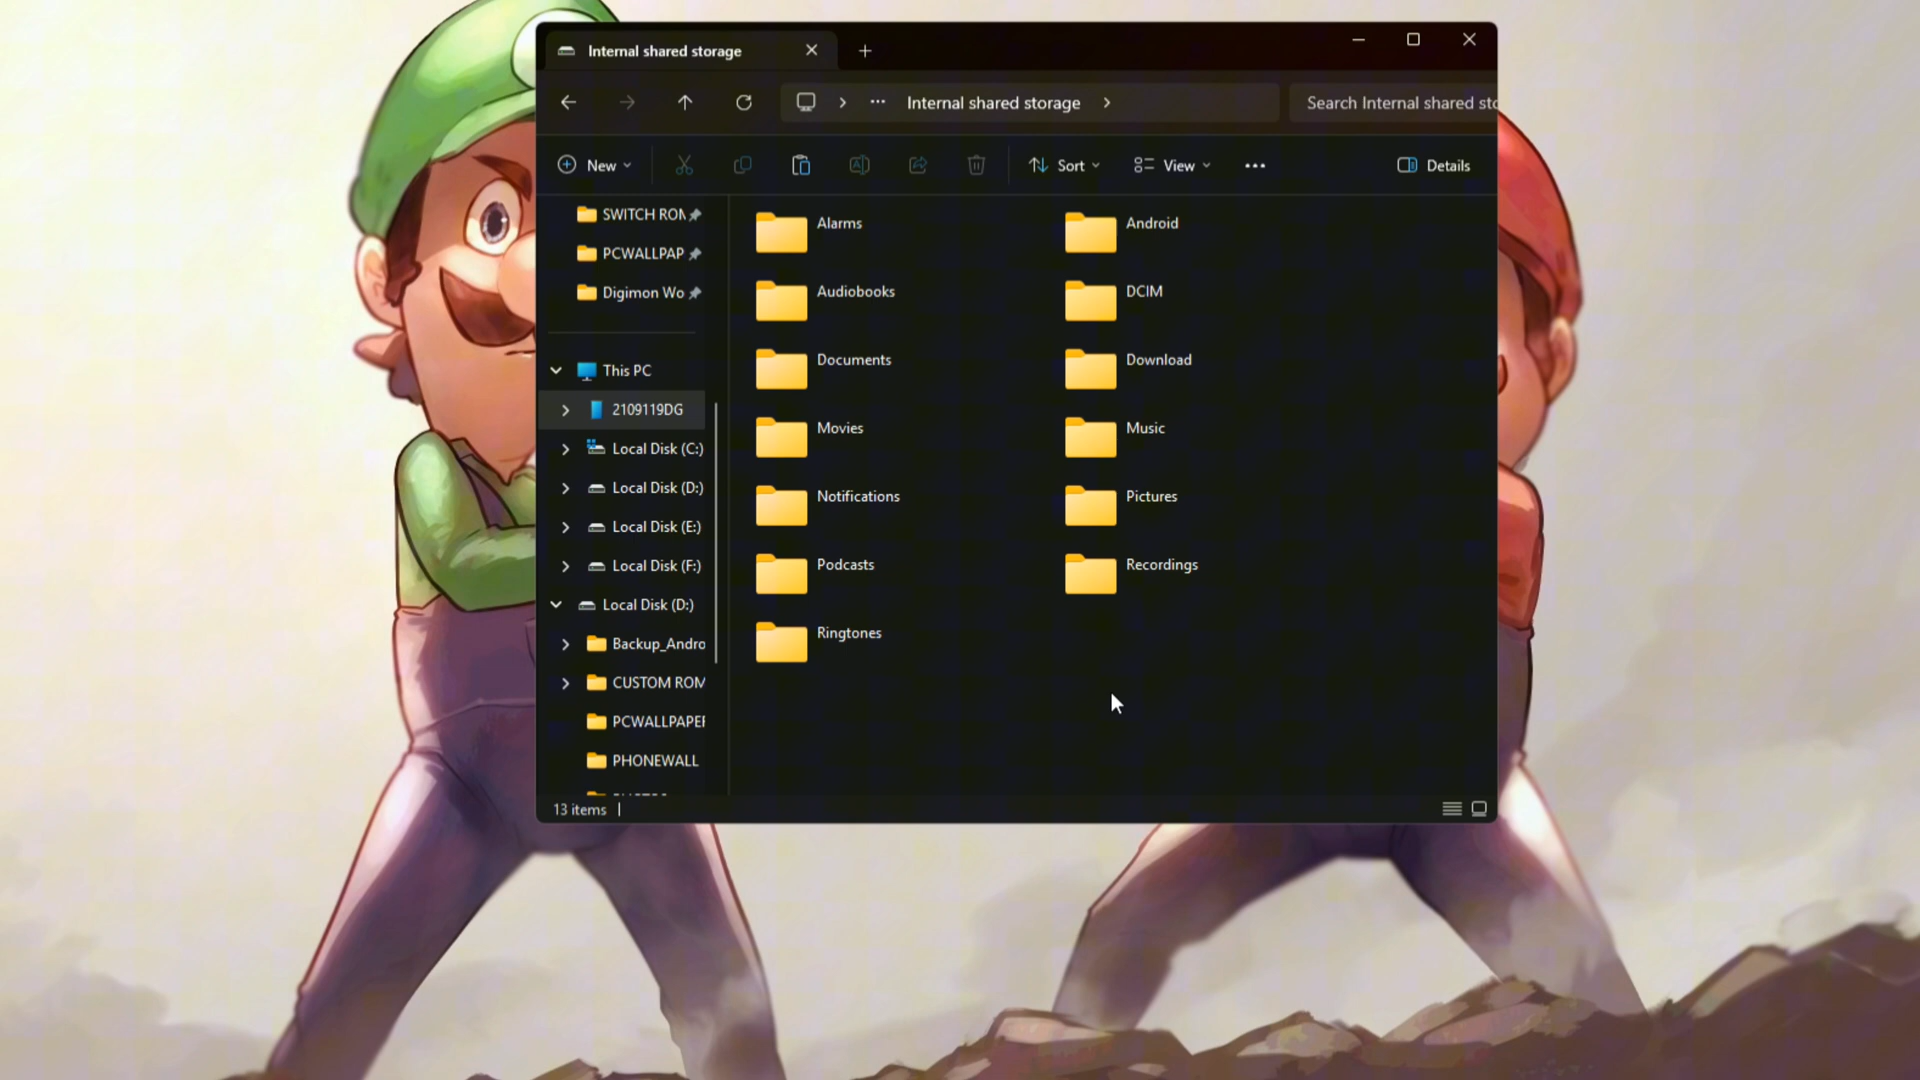 Internal shared storage
Internal shared storage
Search Internal shared sto
New
Sort
View
Details
SWITCH ROM
PCWALLPAP
Digimon Wo
This PC
2109119DG
Local Disk (C:)
Local Disk (D:)
Local Disk (E:)
Local Disk (F:)
Local Disk (D:)
Backup_Andro
CUSTOM ROM
PCWALLPAPER
PHONEWALL
Alarms
Android
Audiobooks
DCIM
Documents
Download
Movies
Music
Notifications
Pictures
Podcasts
Recordings
Ringtones
13 items